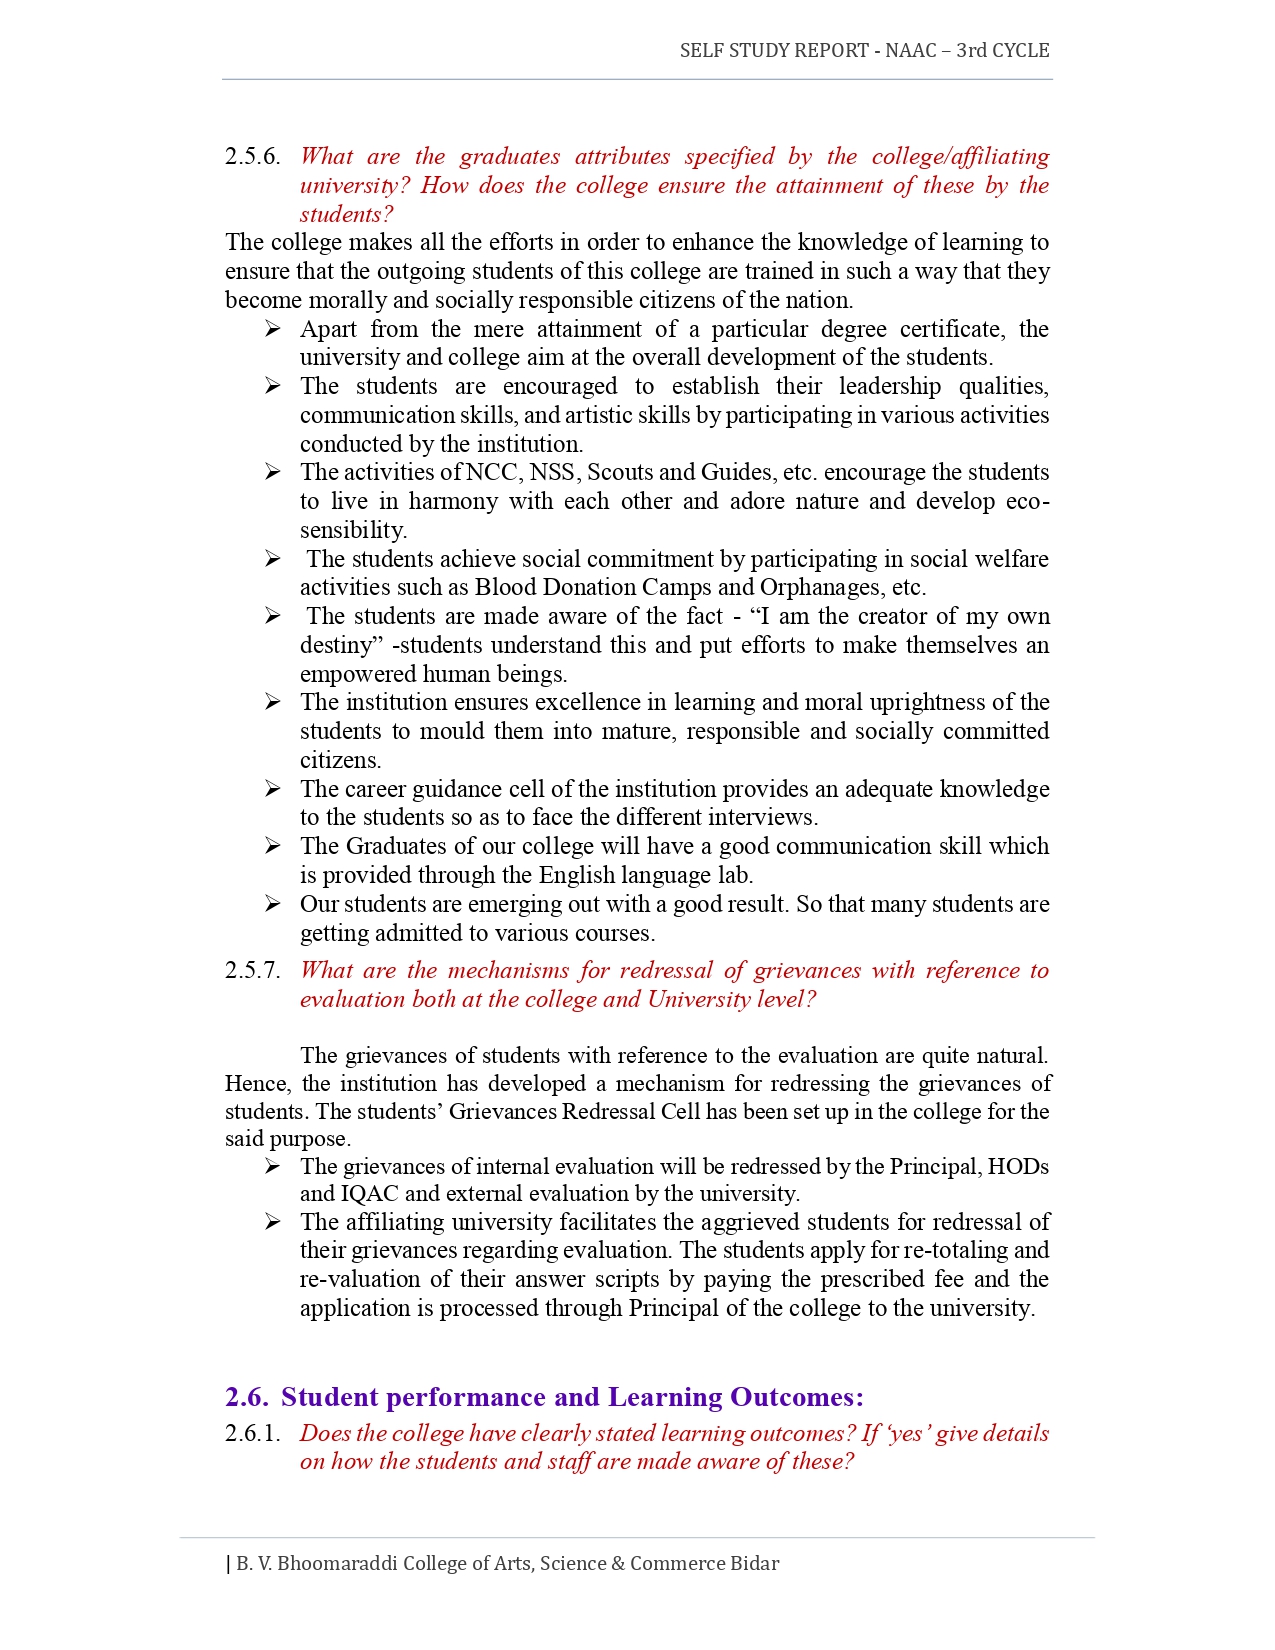 SELF STUDY REPORT - NAAC – 3rd CYCLE
2.5.6. What are the graduates attributes specified by the college/affiliating
university? How does the college ensure the attainment of these by the
students?
The college makes all the efforts in order to enhance the knowledge of learning to
ensure that the outgoing students of this college are trained in such a way that they
become morally and socially responsible citizens of the nation.
➢ Apart from the mere attainment of a particular degree certificate, the
university and college aim at the overall development of the students.
➢ The students are encouraged to establish their leadership qualities,
communication skills, and artistic skills by participating in various activities
conducted by the institution.
➢ The activities of NCC, NSS, Scouts and Guides, etc. encourage the students
to live in harmony with each other and adore nature and develop eco-
sensibility.
➢ The students achieve social commitment by participating in social welfare
activities such as Blood Donation Camps and Orphanages, etc.
➢ The students are made aware of the fact - “I am the creator of my own
destiny” -students understand this and put efforts to make themselves an
empowered human beings.
➢ The institution ensures excellence in learning and moral uprightness of the
students to mould them into mature, responsible and socially committed
citizens.
➢ The career guidance cell of the institution provides an adequate knowledge
to the students so as to face the different interviews.
➢ The Graduates of our college will have a good communication skill which
is provided through the English language lab.
➢ Our students are emerging out with a good result. So that many students are
getting admitted to various courses.
2.5.7. What are the mechanisms for redressal of grievances with reference to
evaluation both at the college and University level?
The grievances of students with reference to the evaluation are quite natural.
Hence, the institution has developed a mechanism for redressing the grievances of
students. The students’ Grievances Redressal Cell has been set up in the college for the
said purpose.
➢ The grievances of internal evaluation will be redressed by the Principal, HODs
and IQAC and external evaluation by the university.
➢ The affiliating university facilitates the aggrieved students for redressal of
their grievances regarding evaluation. The students apply for re-totaling and
re-valuation of their answer scripts by paying the prescribed fee and the
application is processed through Principal of the college to the university.
2.6. Student performance and Learning Outcomes:
2.6.1. Does the college have clearly stated learning outcomes? If ‘yes’ give details
on how the students and staff are made aware of these?
| B. V. Bhoomaraddi College of Arts, Science & Commerce Bidar